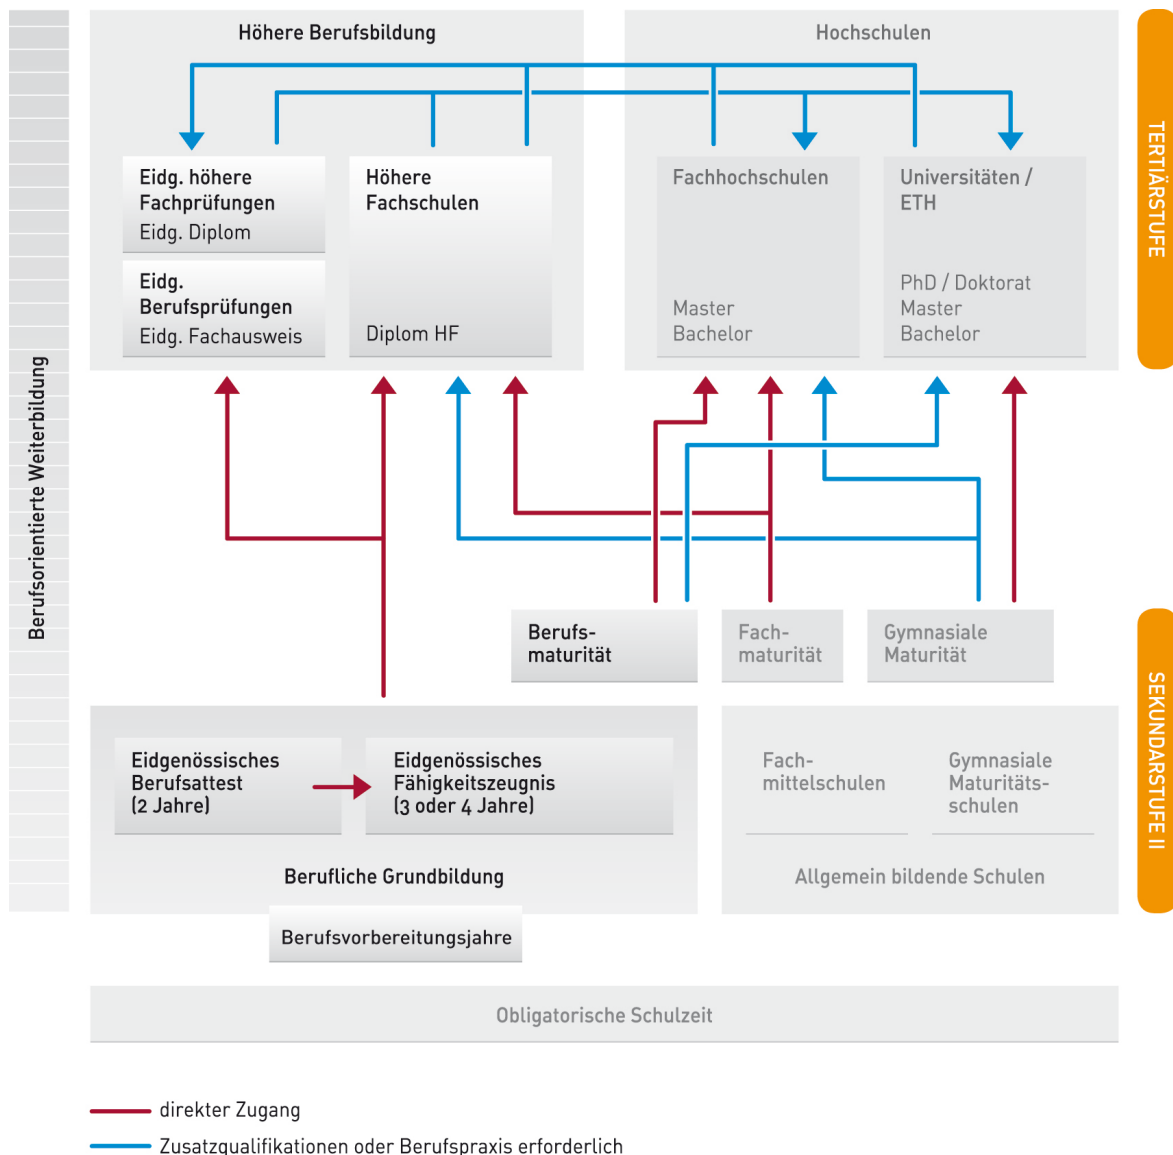 Höhere Berufsbildung
Hochschulen
TERTIÄRSTUFE
Eidg. höhere
Fachprüfungen
Eidg. Diplom
Eidg.
Berufsprüfungen
Eidg. Fachausweis
Höhere
Fachschulen
Diplom HF
Fachhochschulen
Master
Bachelor
Universitäten /
ETH
PhD / Doktorat
Master
Bachelor
Berufsorientierte Weiterbildung
Berufs-
maturität
Fach-
maturität
Gymnasiale
Maturität
SEKUNDARSTUFE II
Eidgenössisches
Berufsattest
(2 Jahre)
Eidgenössisches
Fähigkeitszeugnis
(3 oder 4 Jahre)
Berufliche Grundbildung
Fach-
mittelschulen
Gymnasiale
Maturitäts-
schulen
Allgemein bildende Schulen
Berufsvorbereitungsjahre
Obligatorische Schulzeit
direkter Zugang
Zusatzqualifikationen oder Berufspraxis erforderlich